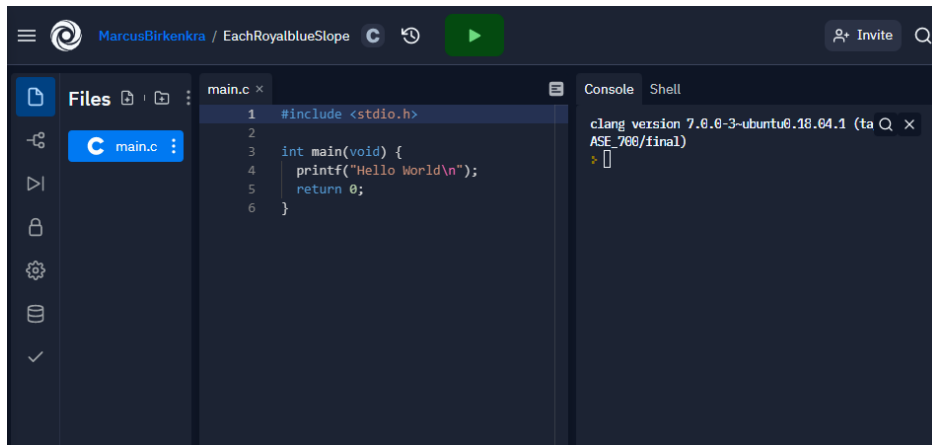 MarcusBirkenkra / EachRoyalblueSlope C
Invite
Files
C main.c
main.c ×
1 #include <stdio.h>
2
3 int main(void) {
4 printf("Hello World\n");
5 return 0;
6 }
Console Shell
clang version 7.0.0-3~ubuntu0.18.04.1 (ta
ASE_700/final)